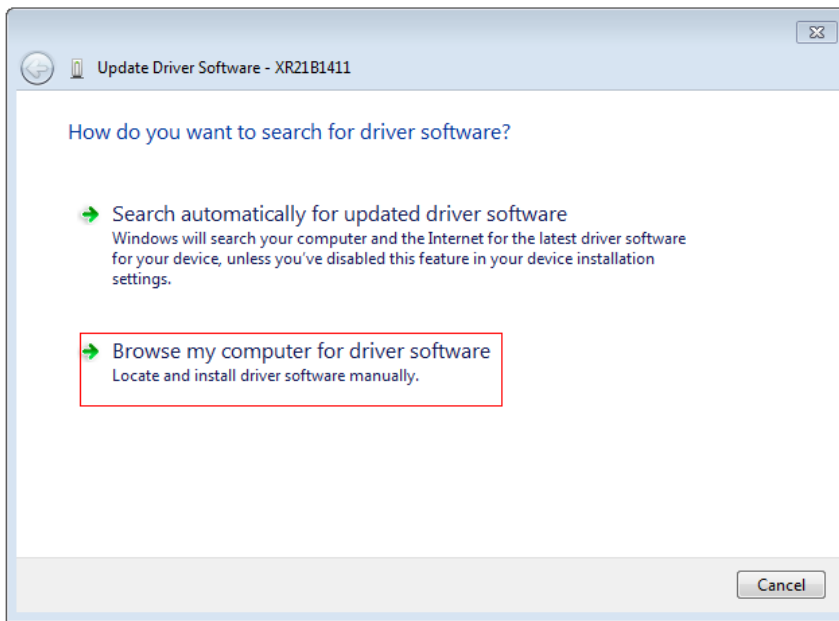 Update Driver Software - XR21B1411
How do you want to search for driver software?
Search automatically for updated driver software
Windows will search your computer and the Internet for the latest driver software
for your device, unless you've disabled this feature in your device installation
settings.
Browse my computer for driver software
Locate and install driver software manually.
Cancel